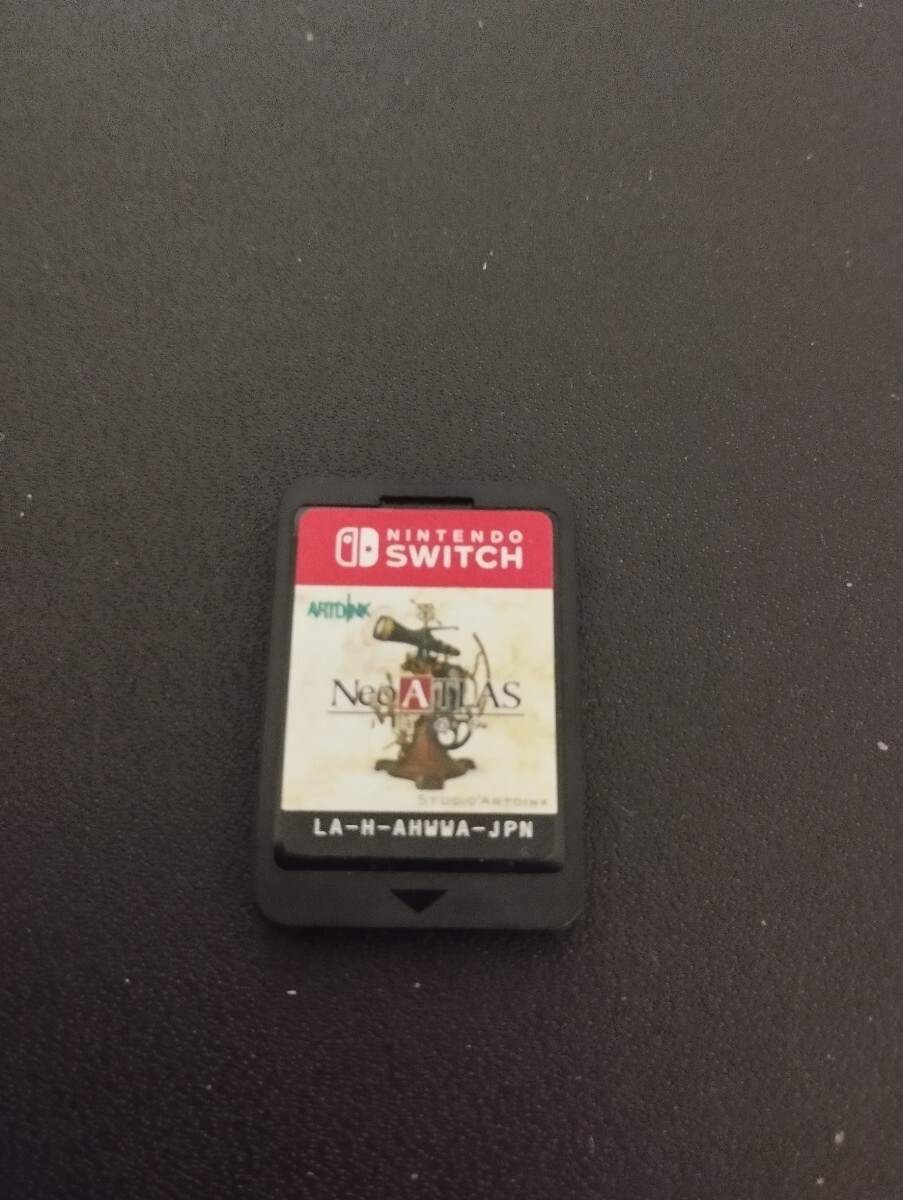 NINTENDO
SWITCH
ARTDINK
NeoATLAS
STUDIO ARTDINK
LA-H-AHWWA-JPN